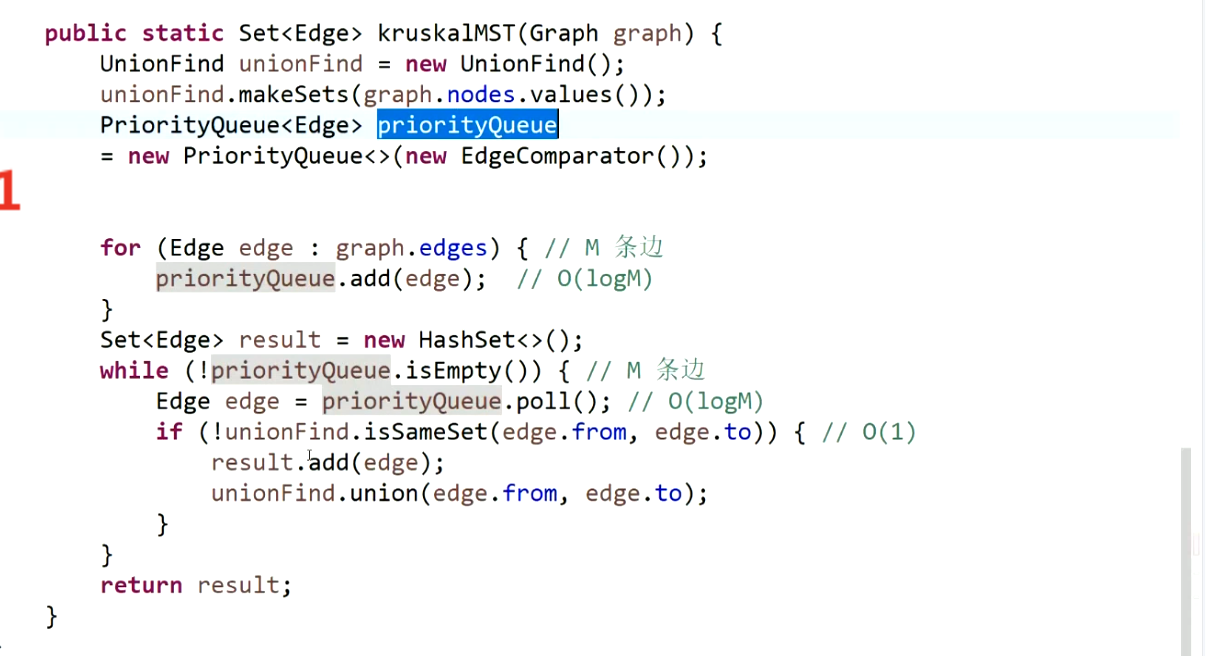 public static Set<Edge> kruskalMST(Graph graph) {
UnionFind unionFind = new UnionFind();
unionFind.makeSets(graph.nodes.values());
PriorityQueue<Edge> priorityQueue
= new PriorityQueue<>(new EdgeComparator());
1
for (Edge edge : graph.edges) { // M 条边
priorityQueue.add(edge);  // O(logM)
}
Set<Edge> result = new HashSet<>();
while (!priorityQueue.isEmpty()) { // M 条边
Edge edge = priorityQueue.poll(); // O(logM)
if (!unionFind.isSameSet(edge.from, edge.to)) { // O(1)
result.add(edge);
unionFind.union(edge.from, edge.to);
}
}
return result;
}